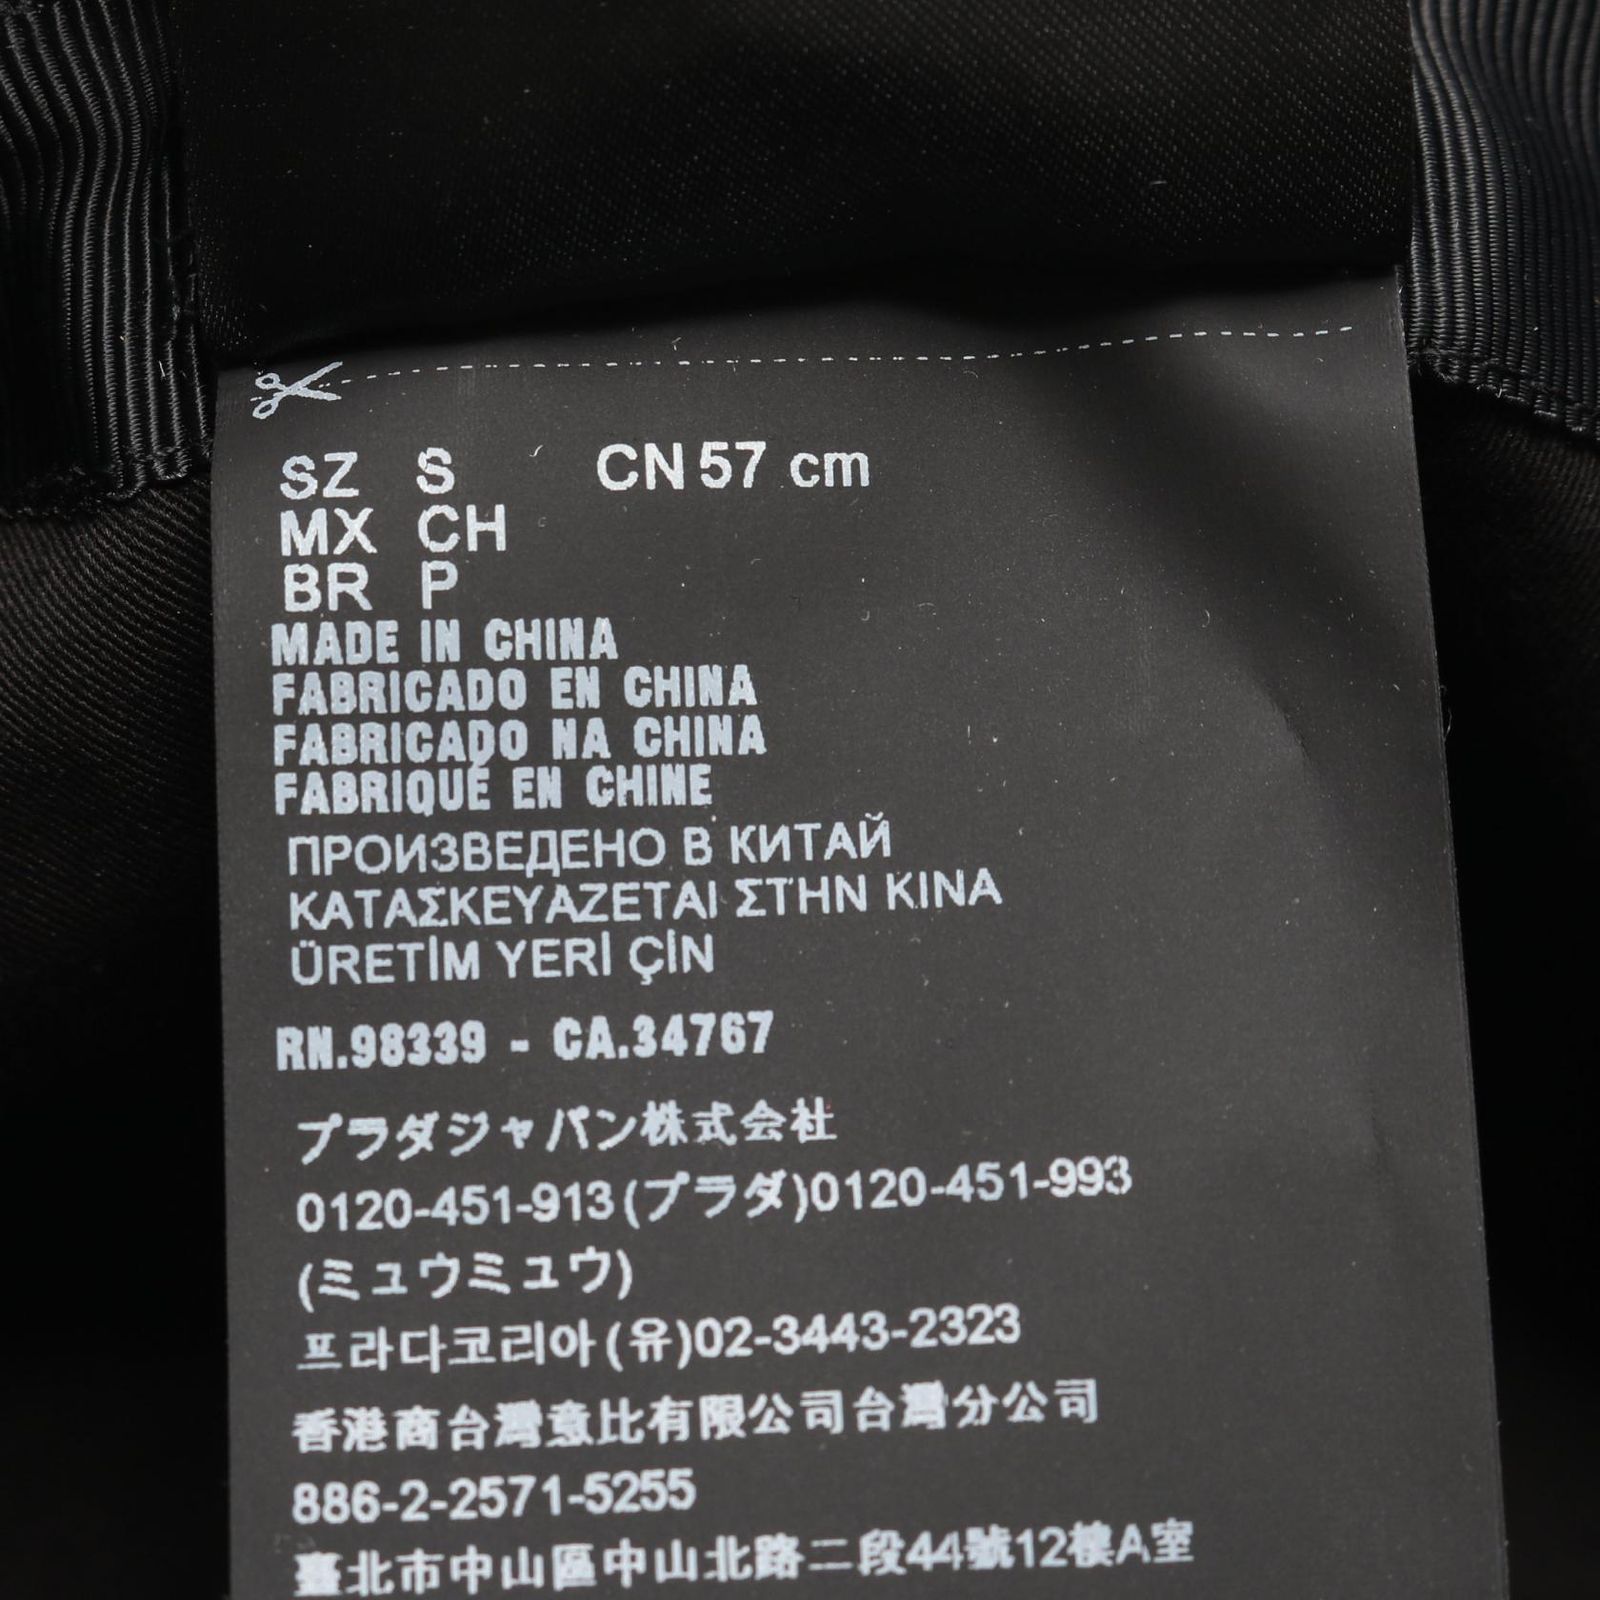 SZ S CN 57 cm
MX CH
BR P
MADE IN CHINA
FABRICADO EN CHINA
FABRICADO NA CHINA
FABRIQUÉ EN CHINE
ПРОИЗВЕДЕНО В КИТАЙ
ΚΑΤΑΣΚΕΥΑΖΕΤΑΙ ΣΤΗΝ ΚΙΝΑ
ÜRETİM YERİ ÇİN
RN.98339 - CA.34767
プラダジャパン株式会社
0120-451-913(プラダ)0120-451-993
(ミュウミュウ)
프라다코리아(유)02-3443-2323
香港商台灣意比有限公司台灣分公司
886-2-2571-5255
臺北市中山區中山北路二段44號12樓A室